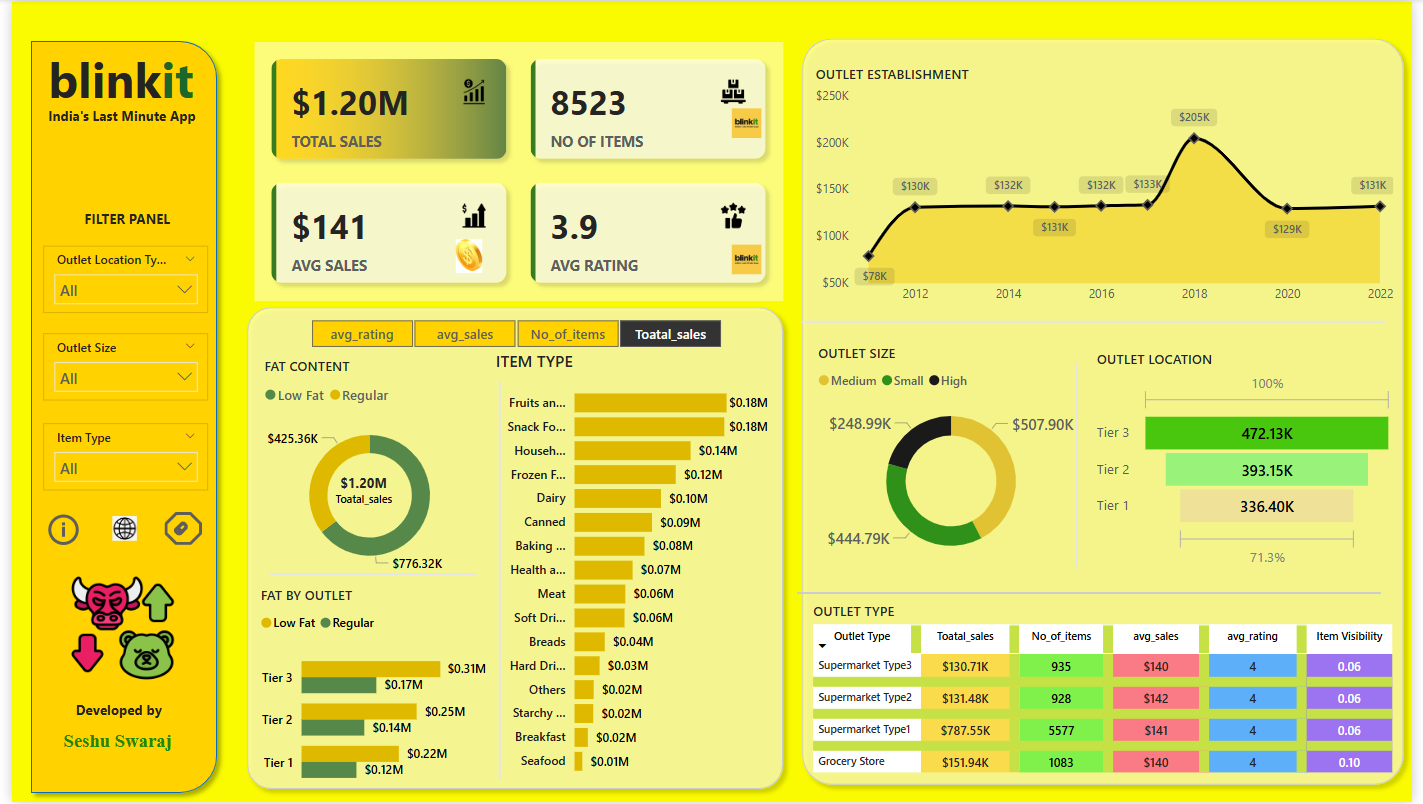 blinkit
India's Last Minute App
FILTER PANEL
Outlet Location Ty...
All
Outlet Size
All
Item Type
All
Developed by
Seshu Swaraj
$1.20M
TOTAL SALES
8523
NO OF ITEMS
blinkit
$141
AVG SALES
3.9
AVG RATING
blinkit
avg_rating avg_sales No_of_items Toatal_sales
FAT CONTENT
Low Fat Regular
$425.36K
$1.20M
Toatal_sales
$776.32K
FAT BY OUTLET
Low Fat Regular
Tier 3 $0.31M
$0.17M
Tier 2 $0.25M
$0.14M
Tier 1 $0.22M
$0.12M
ITEM TYPE
Fruits an... $0.18M
Snack Fo... $0.18M
Househ... $0.14M
Frozen F... $0.12M
Dairy $0.10M
Canned $0.09M
Baking ... $0.08M
Health a... $0.07M
Meat $0.06M
Soft Dri... $0.06M
Breads $0.04M
Hard Dri... $0.03M
Others $0.02M
Starchy ... $0.02M
Breakfast $0.02M
Seafood $0.01M
OUTLET ESTABLISHMENT
$250K
$200K
$150K
$100K
$50K
$78K
$130K
$132K
$131K
$132K
$133K
$205K
$129K
$131K
2012 2014 2016 2018 2020 2022
OUTLET SIZE
Medium Small High
$248.99K
$507.90K
$444.79K
OUTLET LOCATION
100%
Tier 3 472.13K
Tier 2 393.15K
Tier 1 336.40K
71.3%
OUTLET TYPE
Outlet Type Toatal_sales No_of_items avg_sales avg_rating Item Visibility
Supermarket Type3 $130.71K 935 $140 4 0.06
Supermarket Type2 $131.48K 928 $142 4 0.06
Supermarket Type1 $787.55K 5577 $141 4 0.06
Grocery Store $151.94K 1083 $140 4 0.10